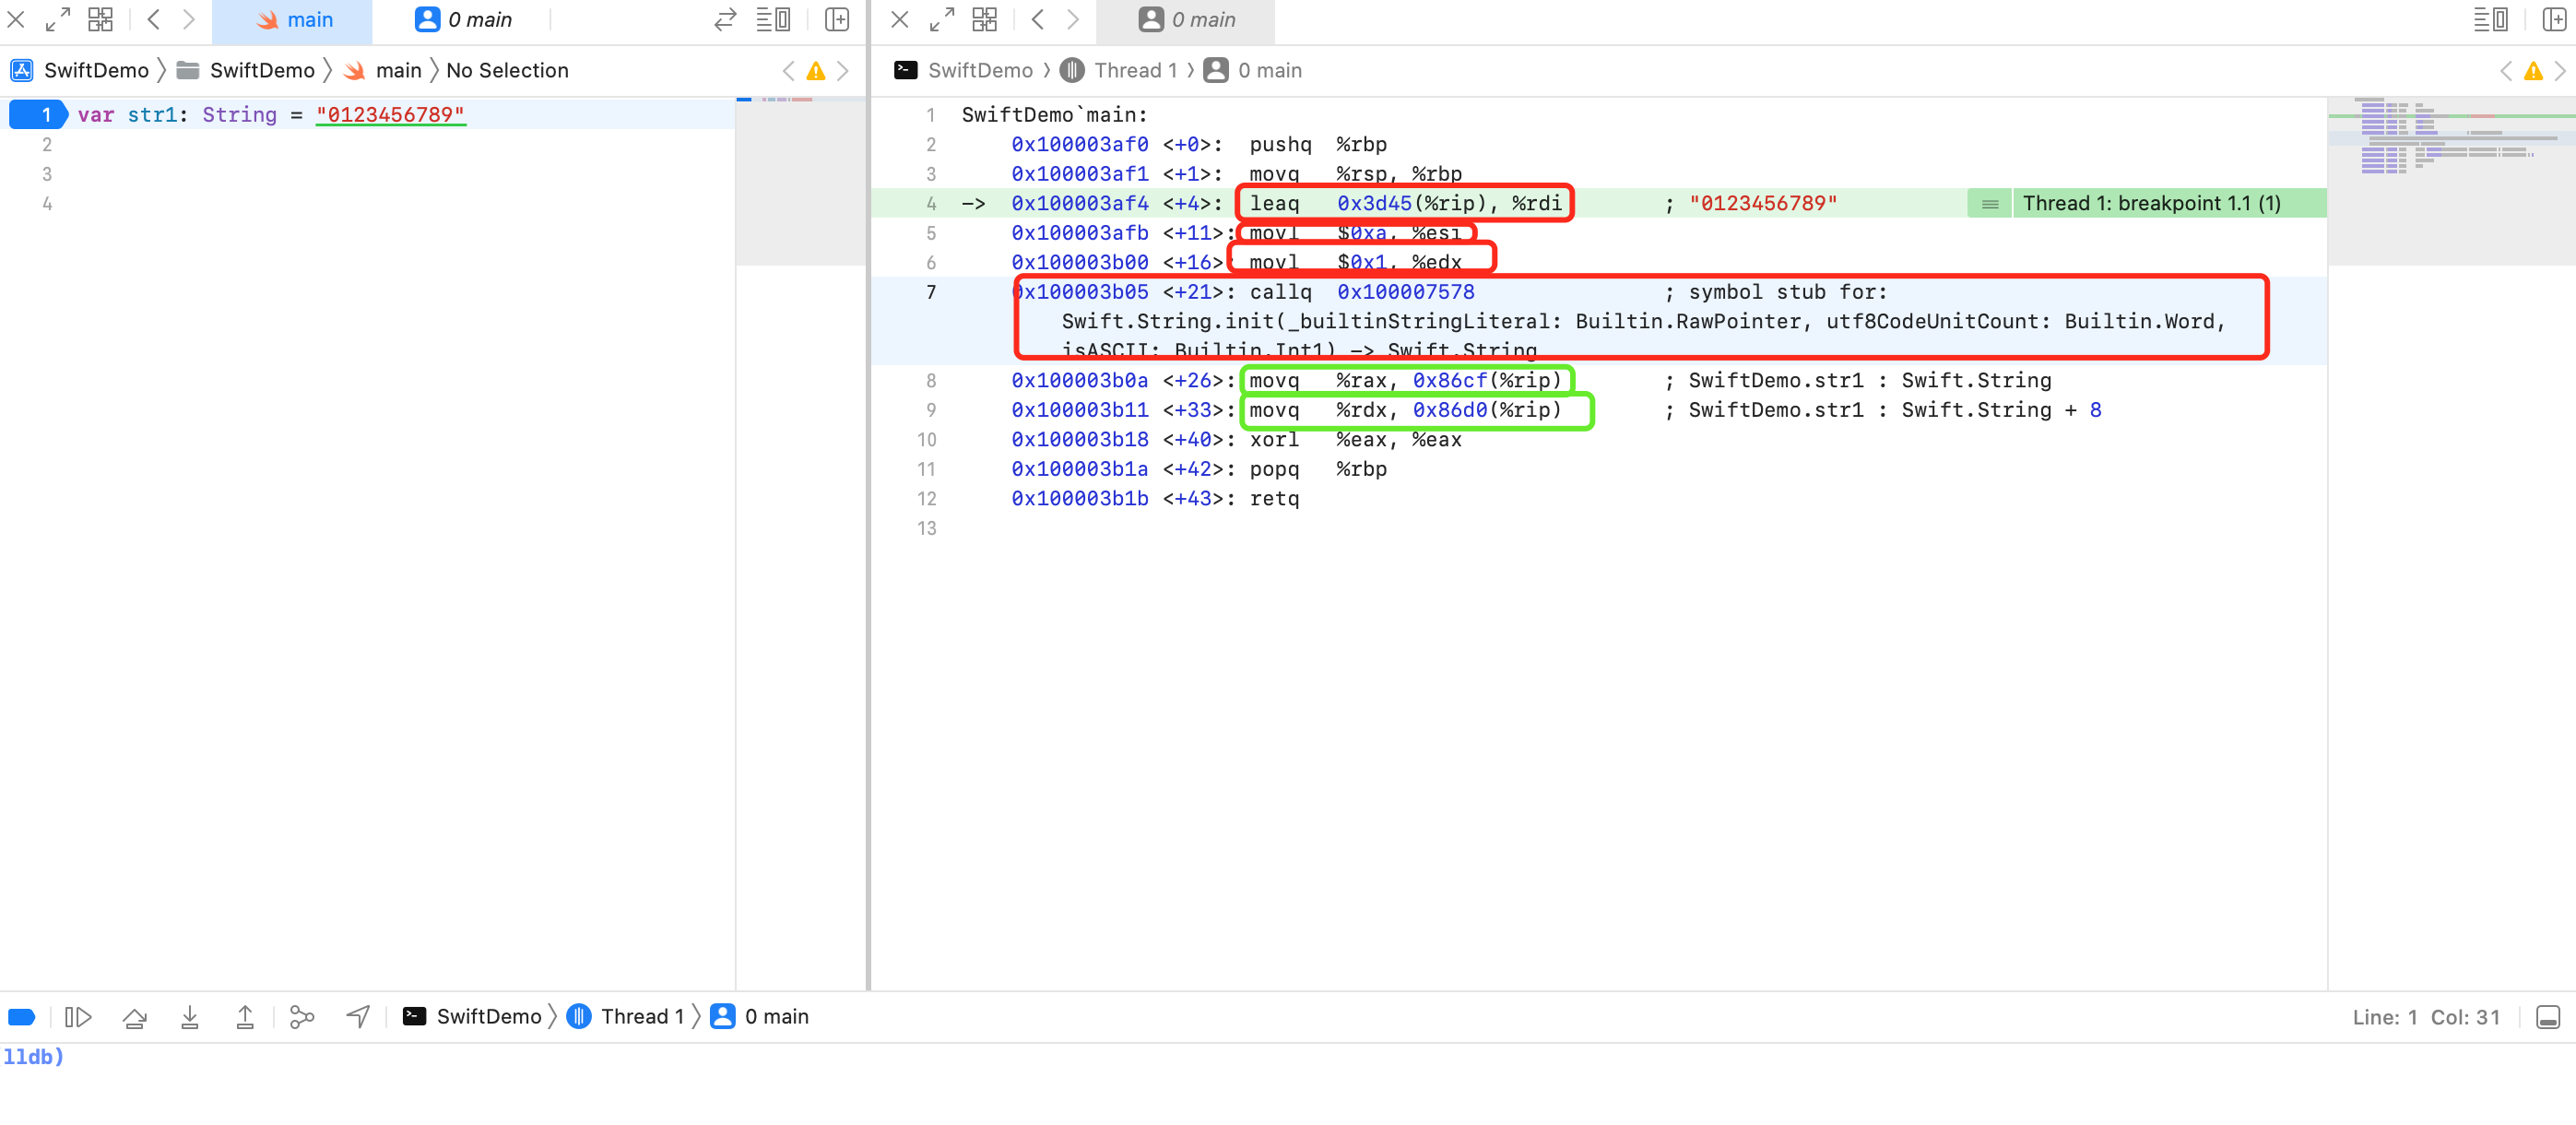 main
0 main
0 main
SwiftDemo SwiftDemo main No Selection
SwiftDemo Thread 1 0 main
1 var str1: String = "0123456789"
2
3
4
1 SwiftDemo`main:
2 0x100003af0 <+0>: pushq %rbp
3 0x100003af1 <+1>: movq %rsp, %rbp
4 -> 0x100003af4 <+4>: leaq 0x3d45(%rip), %rdi ; "0123456789" Thread 1: breakpoint 1.1 (1)
5 0x100003afb <+11>: movl $0xa, %esi
6 0x100003b00 <+16>: movl $0x1, %edx
7 0x100003b05 <+21>: callq 0x100007578 ; symbol stub for:
Swift.String.init(_builtinStringLiteral: Builtin.RawPointer, utf8CodeUnitCount: Builtin.Word,
isASCII: Builtin.Int1) -> Swift.String
8 0x100003b0a <+26>: movq %rax, 0x86cf(%rip) ; SwiftDemo.str1 : Swift.String
9 0x100003b11 <+33>: movq %rdx, 0x86d0(%rip) ; SwiftDemo.str1 : Swift.String + 8
10 0x100003b18 <+40>: xorl %eax, %eax
11 0x100003b1a <+42>: popq %rbp
12 0x100003b1b <+43>: retq
13
SwiftDemo Thread 1 0 main
Line: 1 Col: 31
lldb)